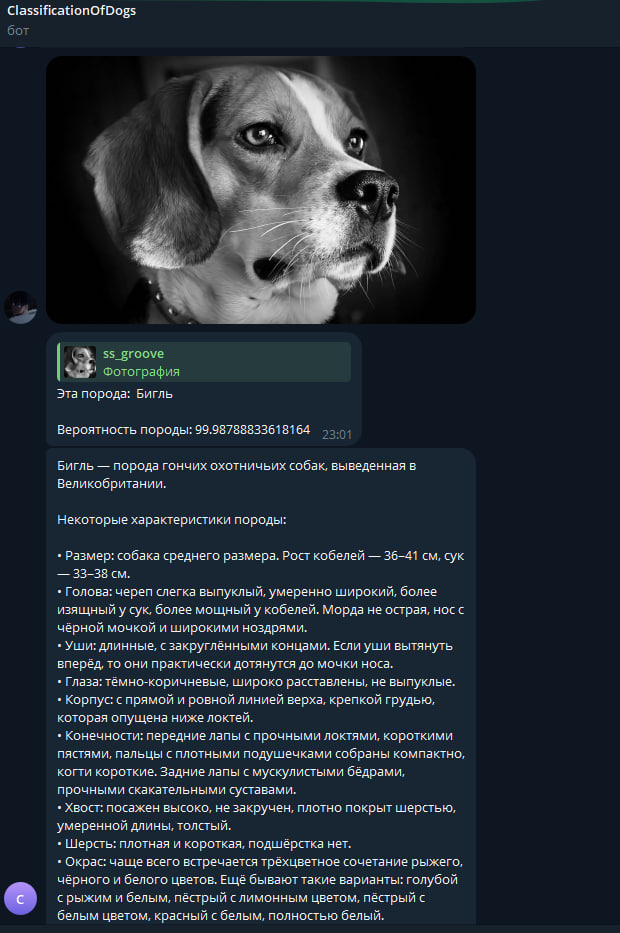 ClassificationOfDogs
бот
ss_groove
Фотография
Эта порода:  Бигль
Вероятность породы: 99.98788833618164
23:01
Бигль — порода гончих охотничьих собак, выведенная в
Великобритании.
Некоторые характеристики породы:
• Размер: собака среднего размера. Рост кобелей — 36–41 см, сук
— 33–38 см.
• Голова: череп слегка выпуклый, умеренно широкий, более
изящный у сук, более мощный у кобелей. Морда не острая, нос с
чёрной мочкой и широкими ноздрями.
• Уши: длинные, с закруглёнными концами. Если уши вытянуть
вперёд, то они практически дотянутся до мочки носа.
• Глаза: тёмно-коричневые, широко расставлены, не выпуклые.
• Корпус: с прямой и ровной линией верха, крепкой грудью,
которая опущена ниже локтей.
• Конечности: передние лапы с прочными локтями, короткими
пястями, пальцы с плотными подушечками собраны компактно,
когти короткие. Задние лапы с мускулистыми бёдрами,
прочными скакательными суставами.
• Хвост: посажен высоко, не закручен, плотно покрыт шерстью,
умеренной длины, толстый.
• Шерсть: плотная и короткая, подшёрстка нет.
• Окрас: чаще всего встречается трёхцветное сочетание рыжего,
чёрного и белого цветов. Ещё бывают такие варианты: голубой
с рыжим и белым, пёстрый с лимонным цветом, пёстрый с
белым цветом, красный с белым, полностью белый.
C